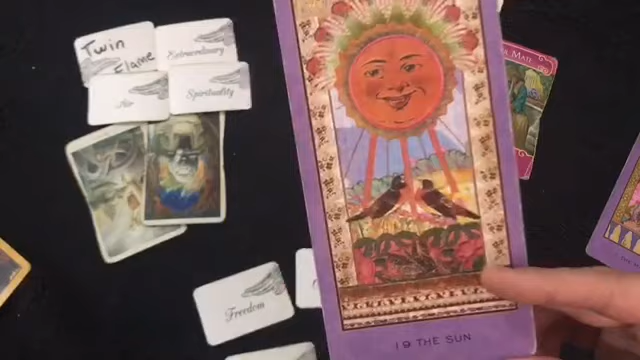 Twin
Flame
Extraordinary
Air
Spirituality
Freedom
19 THE SUN